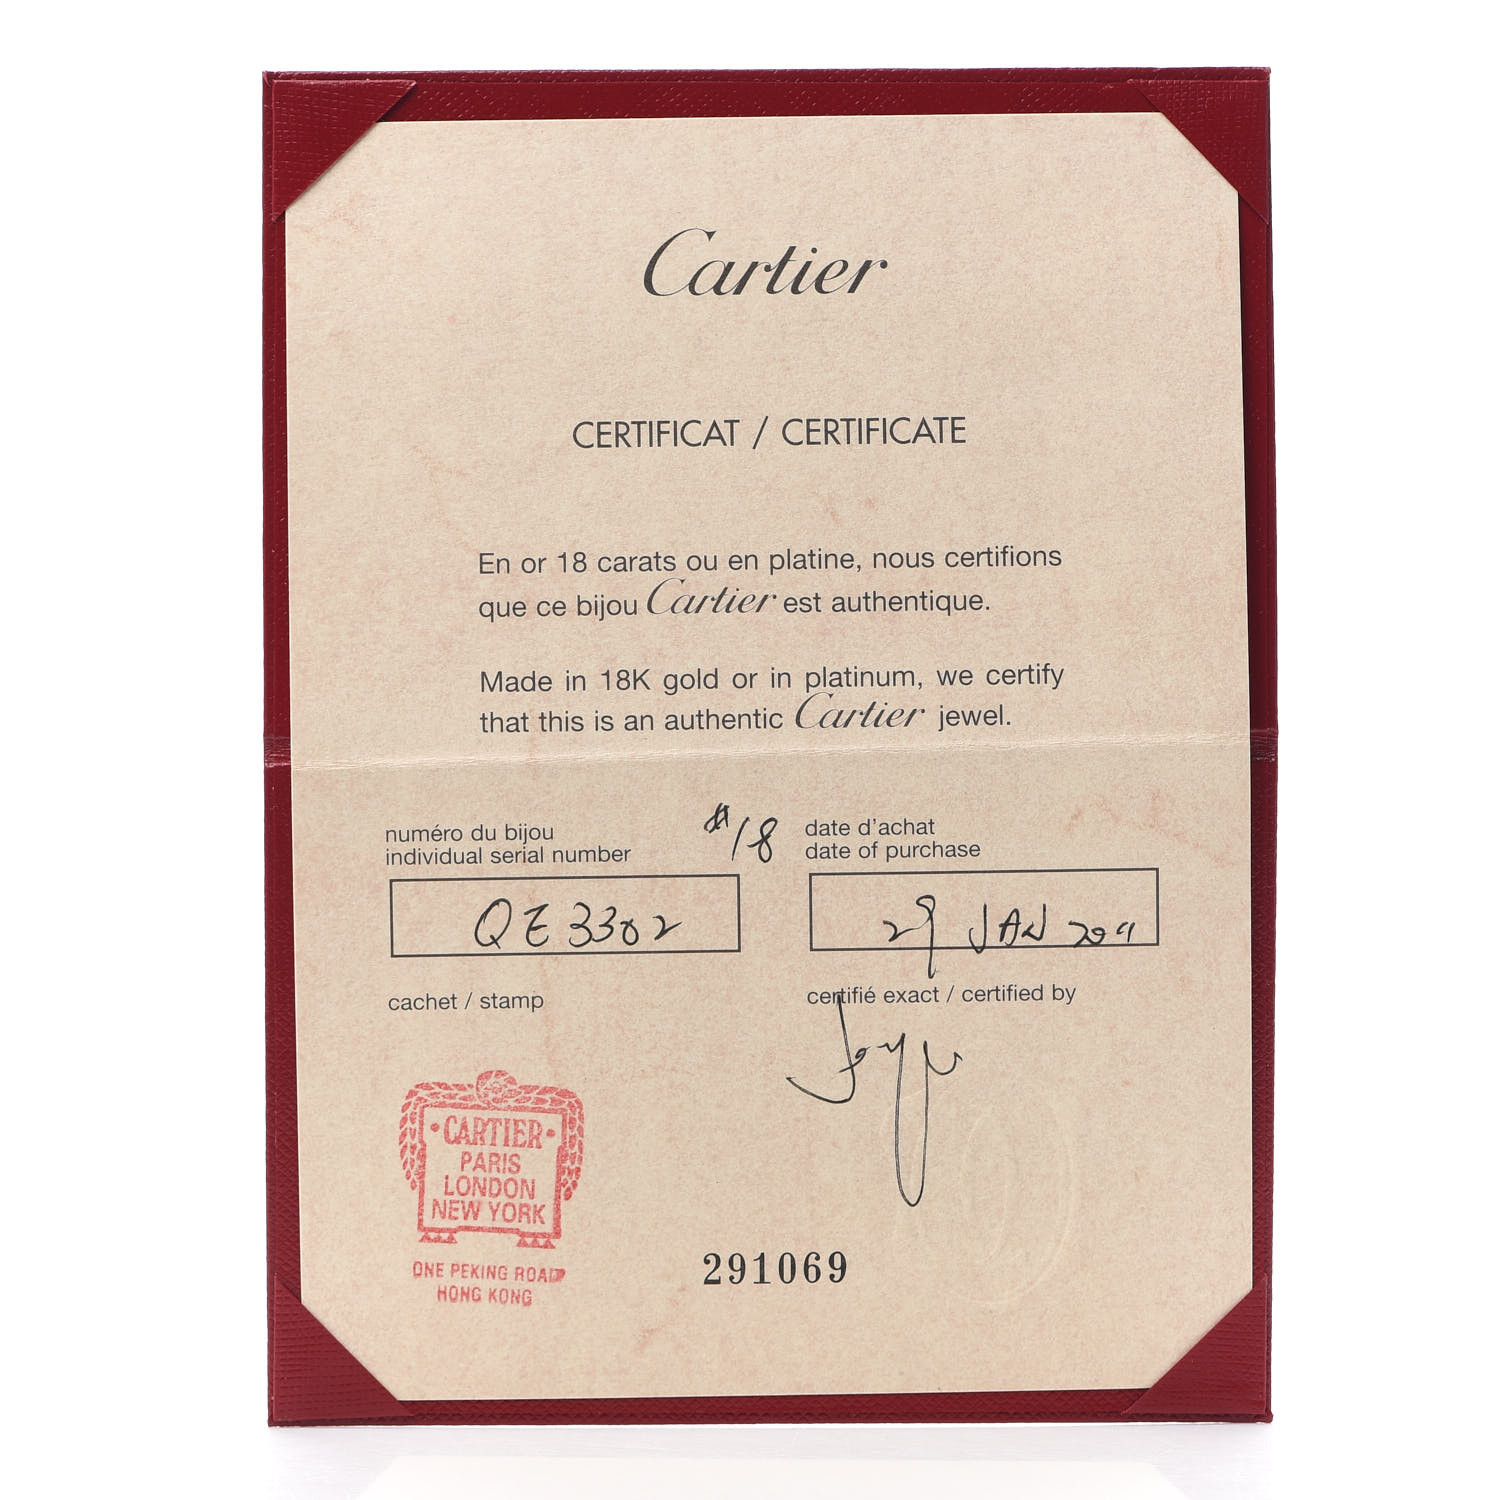 Cartier
CERTIFICAT / CERTIFICATE
En or 18 carats ou en platine, nous certifions
que ce bijou Cartier est authentique.
Made in 18K gold or in platinum, we certify
that this is an authentic Cartier jewel.
numéro du bijou
individual serial number
#18
QE3302
date d'achat
date of purchase
29 JAN 2011
cachet / stamp
certifié exact / certified by
•CARTIER•
PARIS
LONDON
NEW YORK
ONE PEKING ROAD
HONG KONG
291069